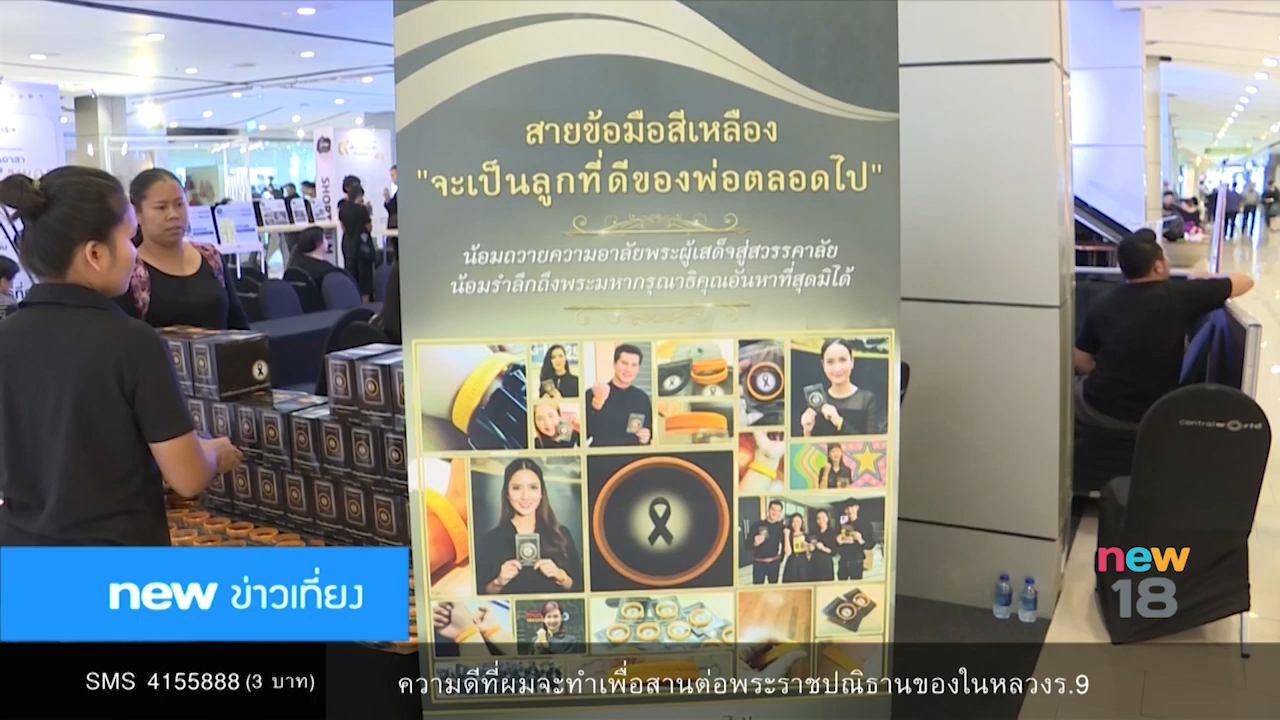 สายข้อมือสีเหลือง
"จะเป็นลูกที่ดีของพ่อตลอดไป"
น้อมถวายความอาลัยพระผู้เสด็จสู่สวรรคาลัย
น้อมรำลึกถึงพระมหากรุณาธิคุณอันหาที่สุดมิได้
SHOP
centralwOrld
new
18
new ข่าวเที่ยง
SMS 4155888 (3 บาท)
ความดีที่ผมจะทำเพื่อสานต่อพระราชปณิธานของในหลวงร.9